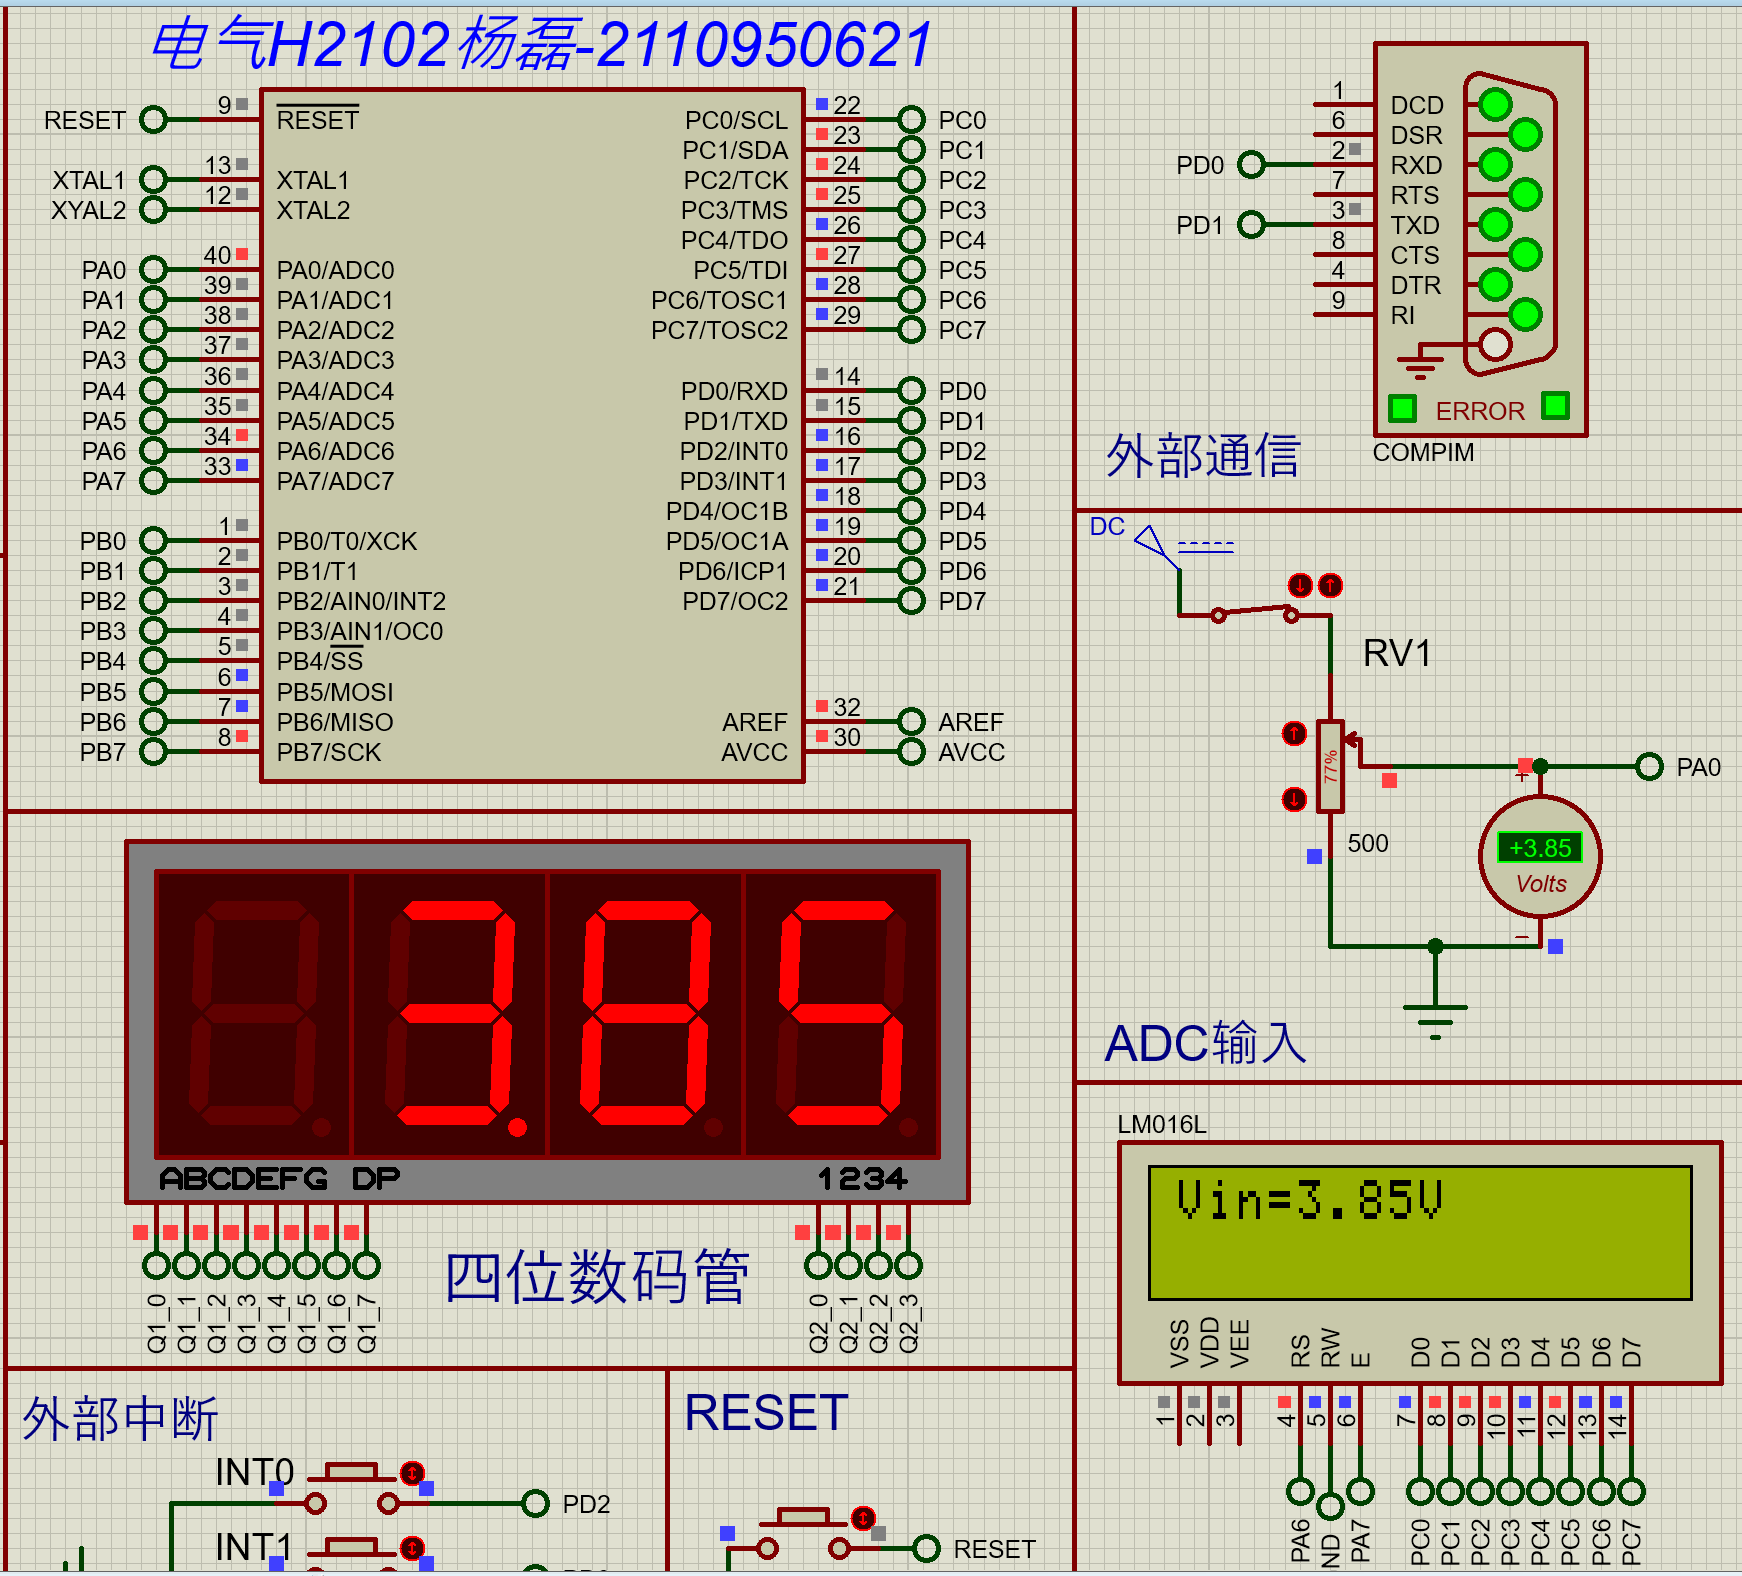 电气H2102杨磊-2110950621
RESET 9 RESET
XTAL1 13 XTAL1
XYAL2 12 XTAL2
PA0 40 PA0/ADC0
PA1 39 PA1/ADC1
PA2 38 PA2/ADC2
PA3 37 PA3/ADC3
PA4 36 PA4/ADC4
PA5 35 PA5/ADC5
PA6 34 PA6/ADC6
PA7 33 PA7/ADC7
PB0 1 PB0/T0/XCK
PB1 2 PB1/T1
PB2 3 PB2/AIN0/INT2
PB3 4 PB3/AIN1/OC0
PB4 5 PB4/SS
PB5 6 PB5/MOSI
PB6 7 PB6/MISO
PB7 8 PB7/SCK
PC0/SCL 22 PC0
PC1/SDA 23 PC1
PC2/TCK 24 PC2
PC3/TMS 25 PC3
PC4/TDO 26 PC4
PC5/TDI 27 PC5
PC6/TOSC1 28 PC6
PC7/TOSC2 29 PC7
PD0/RXD 14 PD0
PD1/TXD 15 PD1
PD2/INT0 16 PD2
PD3/INT1 17 PD3
PD4/OC1B 18 PD4
PD5/OC1A 19 PD5
PD6/ICP1 20 PD6
PD7/OC2 21 PD7
AREF 32 AREF
AVCC 30 AVCC
1 DCD
6 DSR
PD0 2 RXD
7 RTS
PD1 3 TXD
8 CTS
4 DTR
9 RI
ERROR
COMPIM
外部通信
DC
RV1
77%
500
PA0
+
+3.85
Volts
−
ADC输入
3.85
ABCDEFG DP
1234
Q1_0
Q1_1
Q1_2
Q1_3
Q1_4
Q1_5
Q1_6
Q1_7
四位数码管
Q2_0
Q2_1
Q2_2
Q2_3
LM016L
Vin=3.85V
VSS VDD VEE RS RW E D0 D1 D2 D3 D4 D5 D6 D7
1 2 3 4 5 6 7 8 9 10 11 12 13 14
PA6 ND PA7 PC0 PC1 PC2 PC3 PC4 PC5 PC6 PC7
外部中断
INT0
PD2
INT1
RESET
RESET